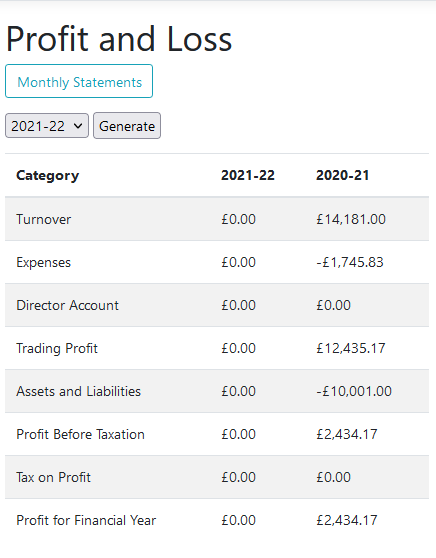 Profit and Loss
Monthly Statements
2021-22 Generate
Category 2021-22 2020-21
Turnover £0.00 £14,181.00
Expenses £0.00 -£1,745.83
Director Account £0.00 £0.00
Trading Profit £0.00 £12,435.17
Assets and Liabilities £0.00 -£10,001.00
Profit Before Taxation £0.00 £2,434.17
Tax on Profit £0.00 £0.00
Profit for Financial Year £0.00 £2,434.17